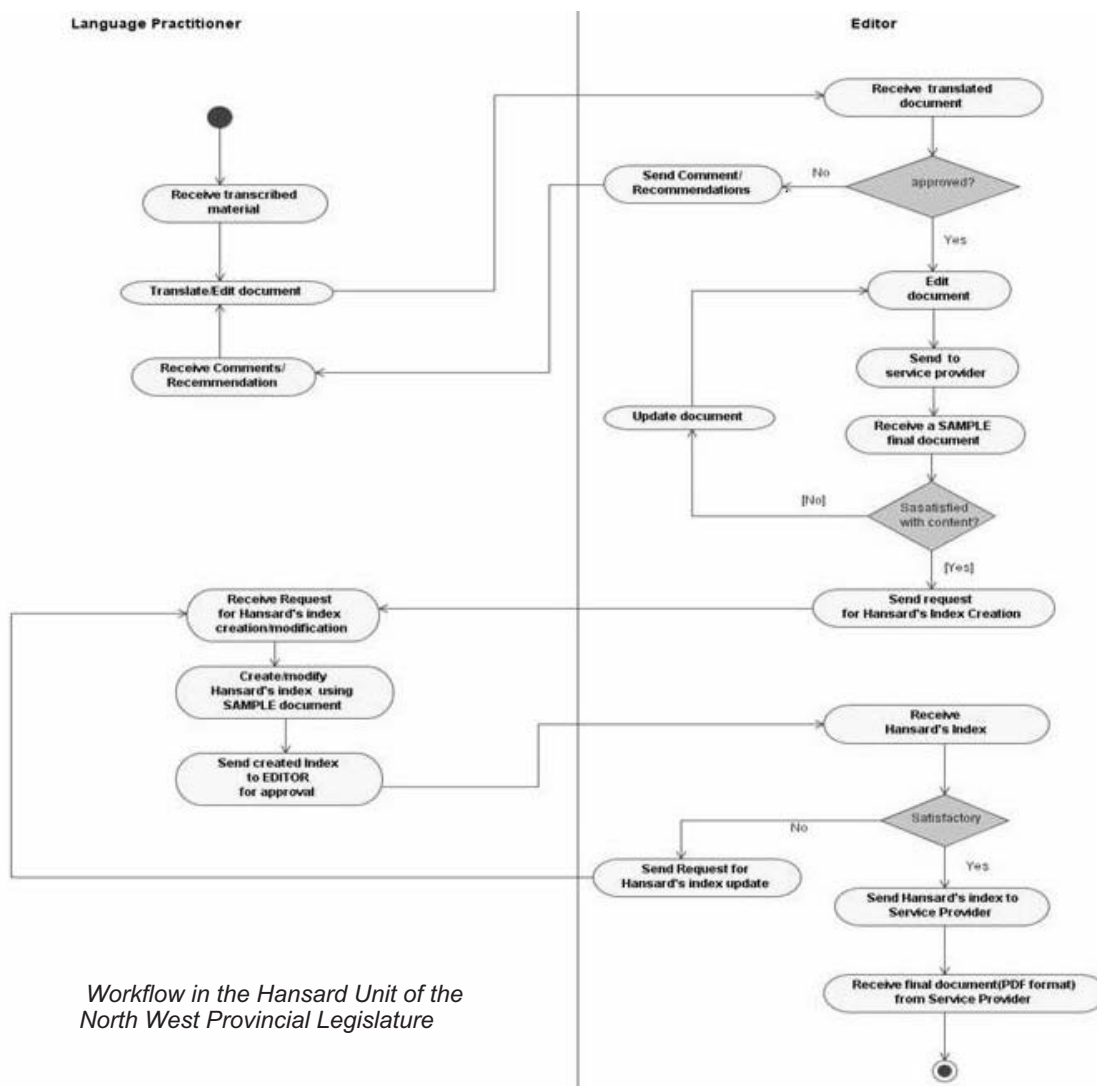 Language Practitioner
Editor
Receive translated
document
approved?
No
Send Comment/
Recommendations
Yes
Receive transcribed
material
Translate/Edit document
Receive Comments/
Recommendation
Edit
document
Send to
service provider
Update document
Receive a SAMPLE
final document
[No]
Sasatisfied
with content?
[Yes]
Send request
for Hansard's Index Creation
Receive Request
for Hansard's index
creation/modification
Create/modify
Hansard's index using
SAMPLE document
Send created Index
to EDITOR
for approval
Receive
Hansard's Index
Satisfactory
No
Yes
Send Request for
Hansard's index update
Send Hansard's index to
Service Provider
Receive final document(PDF format)
from Service Provider
Workflow in the Hansard Unit of the
North West Provincial Legislature